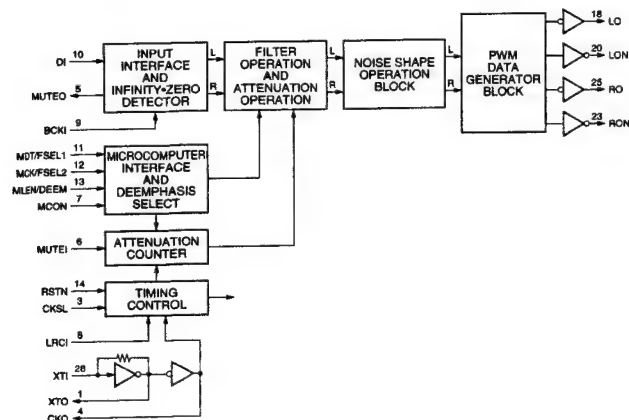 10 DI
5 MUTEO
9 BCKI
INPUT
INTERFACE
AND
INFINITY•ZERO
DETECTOR
L
R
FILTER
OPERATION
AND
ATTENUATION
OPERATION
L
R
NOISE SHAPE
OPERATION
BLOCK
L
R
PWM
DATA
GENERATOR
BLOCK
18 LO
20 LON
25 RO
23 RON
MDT/FSEL1 11
MCK/FSEL2 12
MLEN/DEEM 13
MCON 7
MICROCOMPUTER
INTERFACE
AND
DEEMPHASIS
SELECT
MUTEI 6
ATTENUATION
COUNTER
RSTN 14
CKSL 3
TIMING
CONTROL
LRCI
XTI
XTO 1
CKO 4